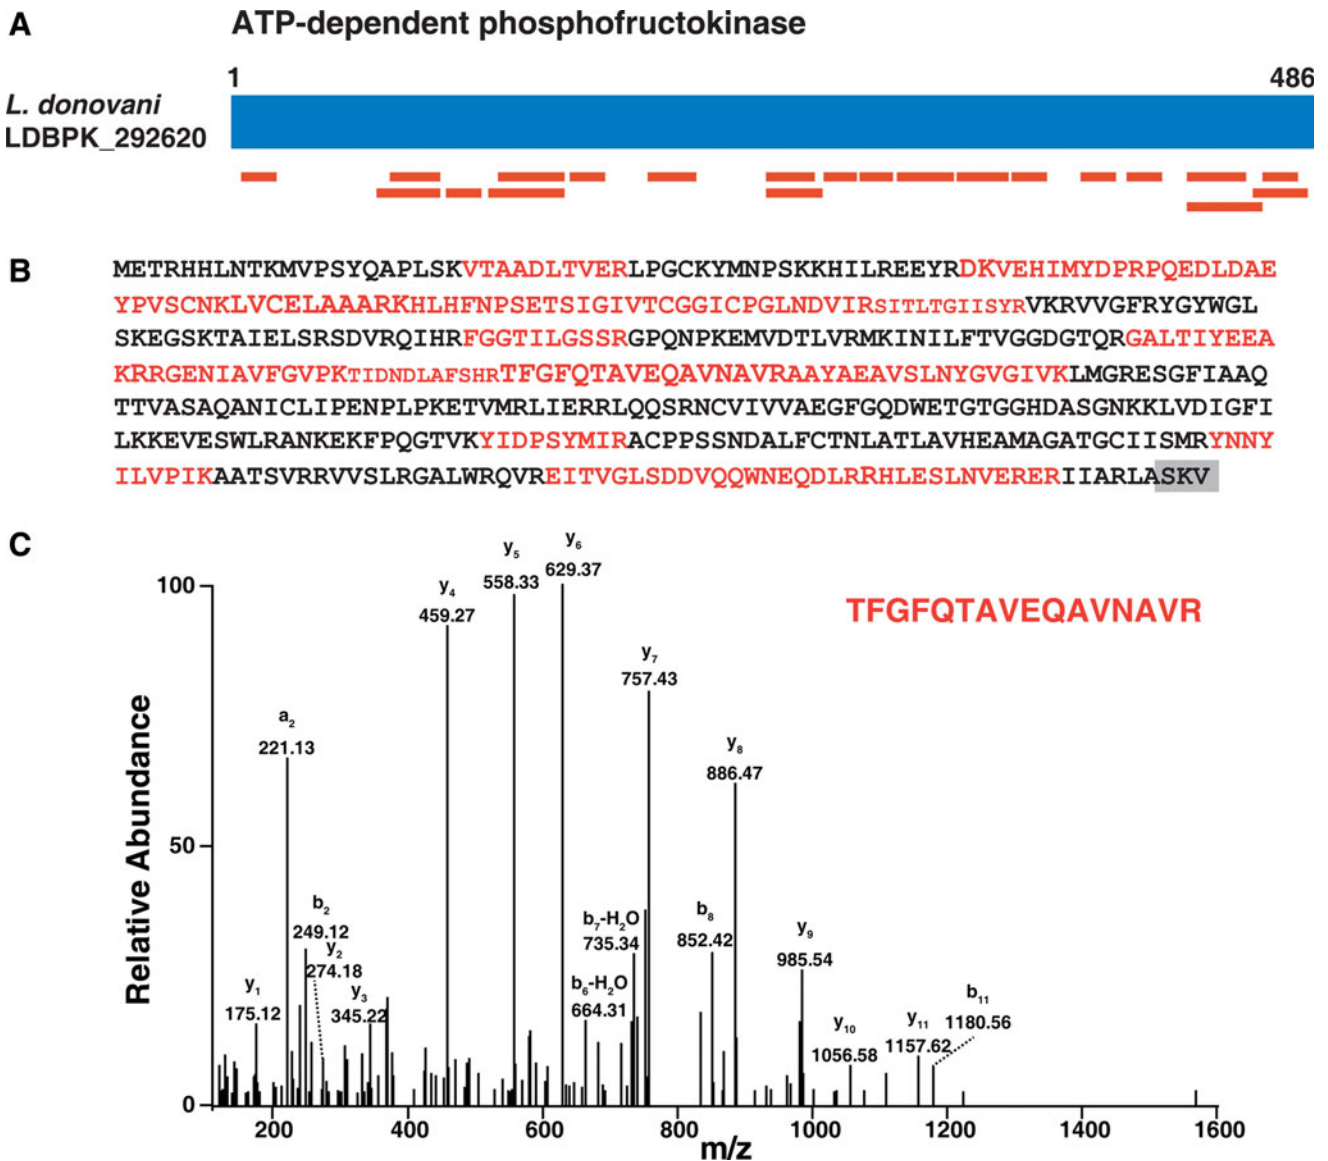 A
ATP-dependent phosphofructokinase
1 486
L. donovani
LDBPK_292620
B
METRHHLNTKMVPSYQAPLSKVTAADLTVERLPGCKYMNPSKKHILREEYRDKVEHIMYDPRPQEDLDAE
YPVSCNKLVCELAAARKHLHFNPSETSIGIVTCGGICPGLNDVIRSITLTGIISYRVKRVVGFRYGYWGL
SKEGSKTAIELSRSDVRQIHRFGGTILGSSRGPQNPKEMVDTLVRMKINILFTVGGDGTQRGALTIYEEA
KRRGENIAVFGVPKTIDNDLAFSHRTFGFQTAVEQAVNAVRAAYAEAVSLNYGVGIVKLMGRESGFIAAQ
TTVASAQANICLIPENPLPKETVMRLIERRLQQSRNCVIVVAEGFGQDWETGTGGHDASGNKKLVDIGFI
LKKEVESWLRANKEKFPQGTVKYIDPSYMIRACPPSSNDALFCTNLATLAVHEAMAGATGCIISMRYNNY
ILVPIKAATSVRRVVSLRGALWRQVREITVGLSDDVQQWNEQDLRRHLESLNVERERIIARLASKV
C
Relative Abundance
100
50
0
TFGFQTAVEQAVNAVR
y1
175.12
a2
221.13
b2
249.12
y2
274.18
y3
345.22
y4
459.27
y5
558.33
y6
629.37
b6-H2O
664.31
b7-H2O
735.34
y7
757.43
b8
852.42
y8
886.47
y9
985.54
y10
1056.58
y11
1157.62
b11
1180.56
200 400 600 800 1000 1200 1400 1600
m/z